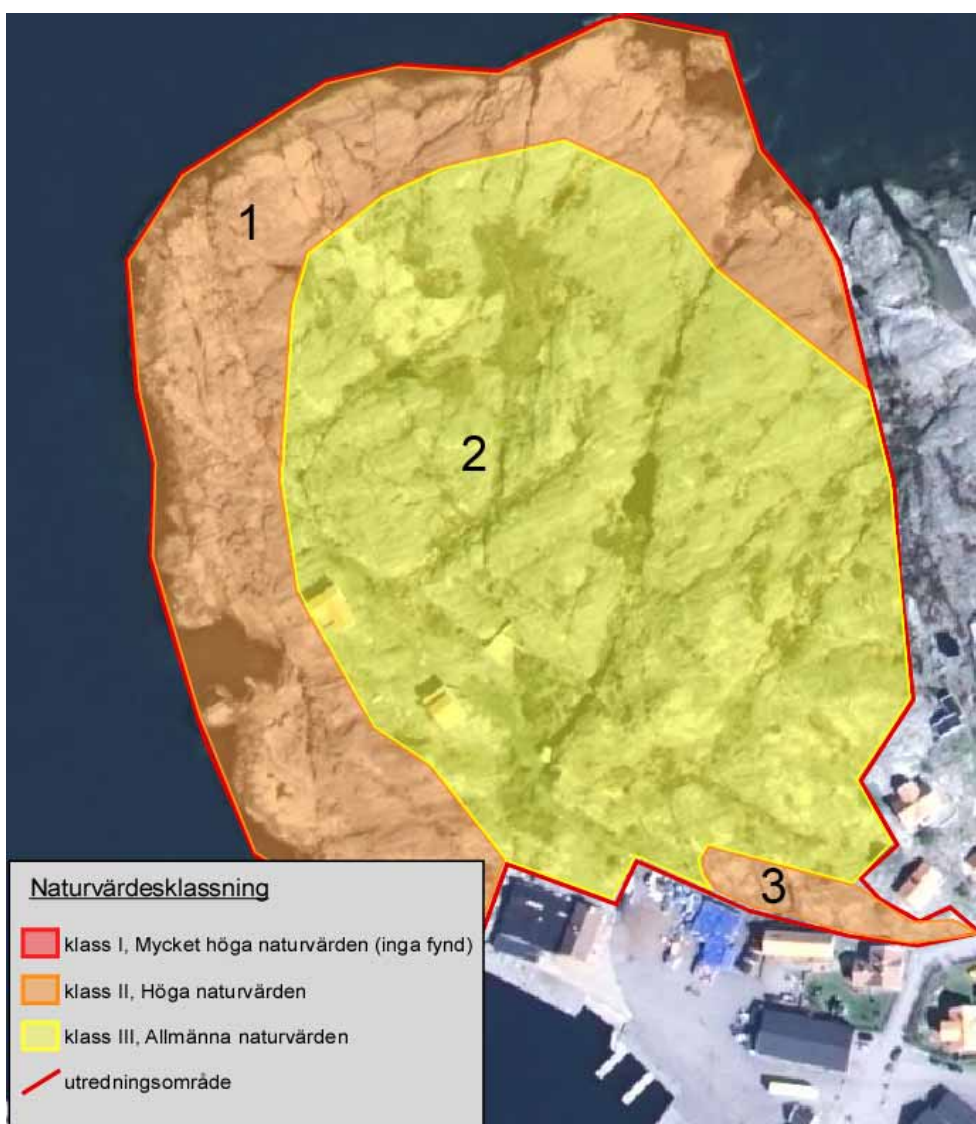 1
2
3
Naturvärdesklassning
klass I, Mycket höga naturvärden (inga fynd)
klass II, Höga naturvärden
klass III, Allmänna naturvärden
utredningsområde